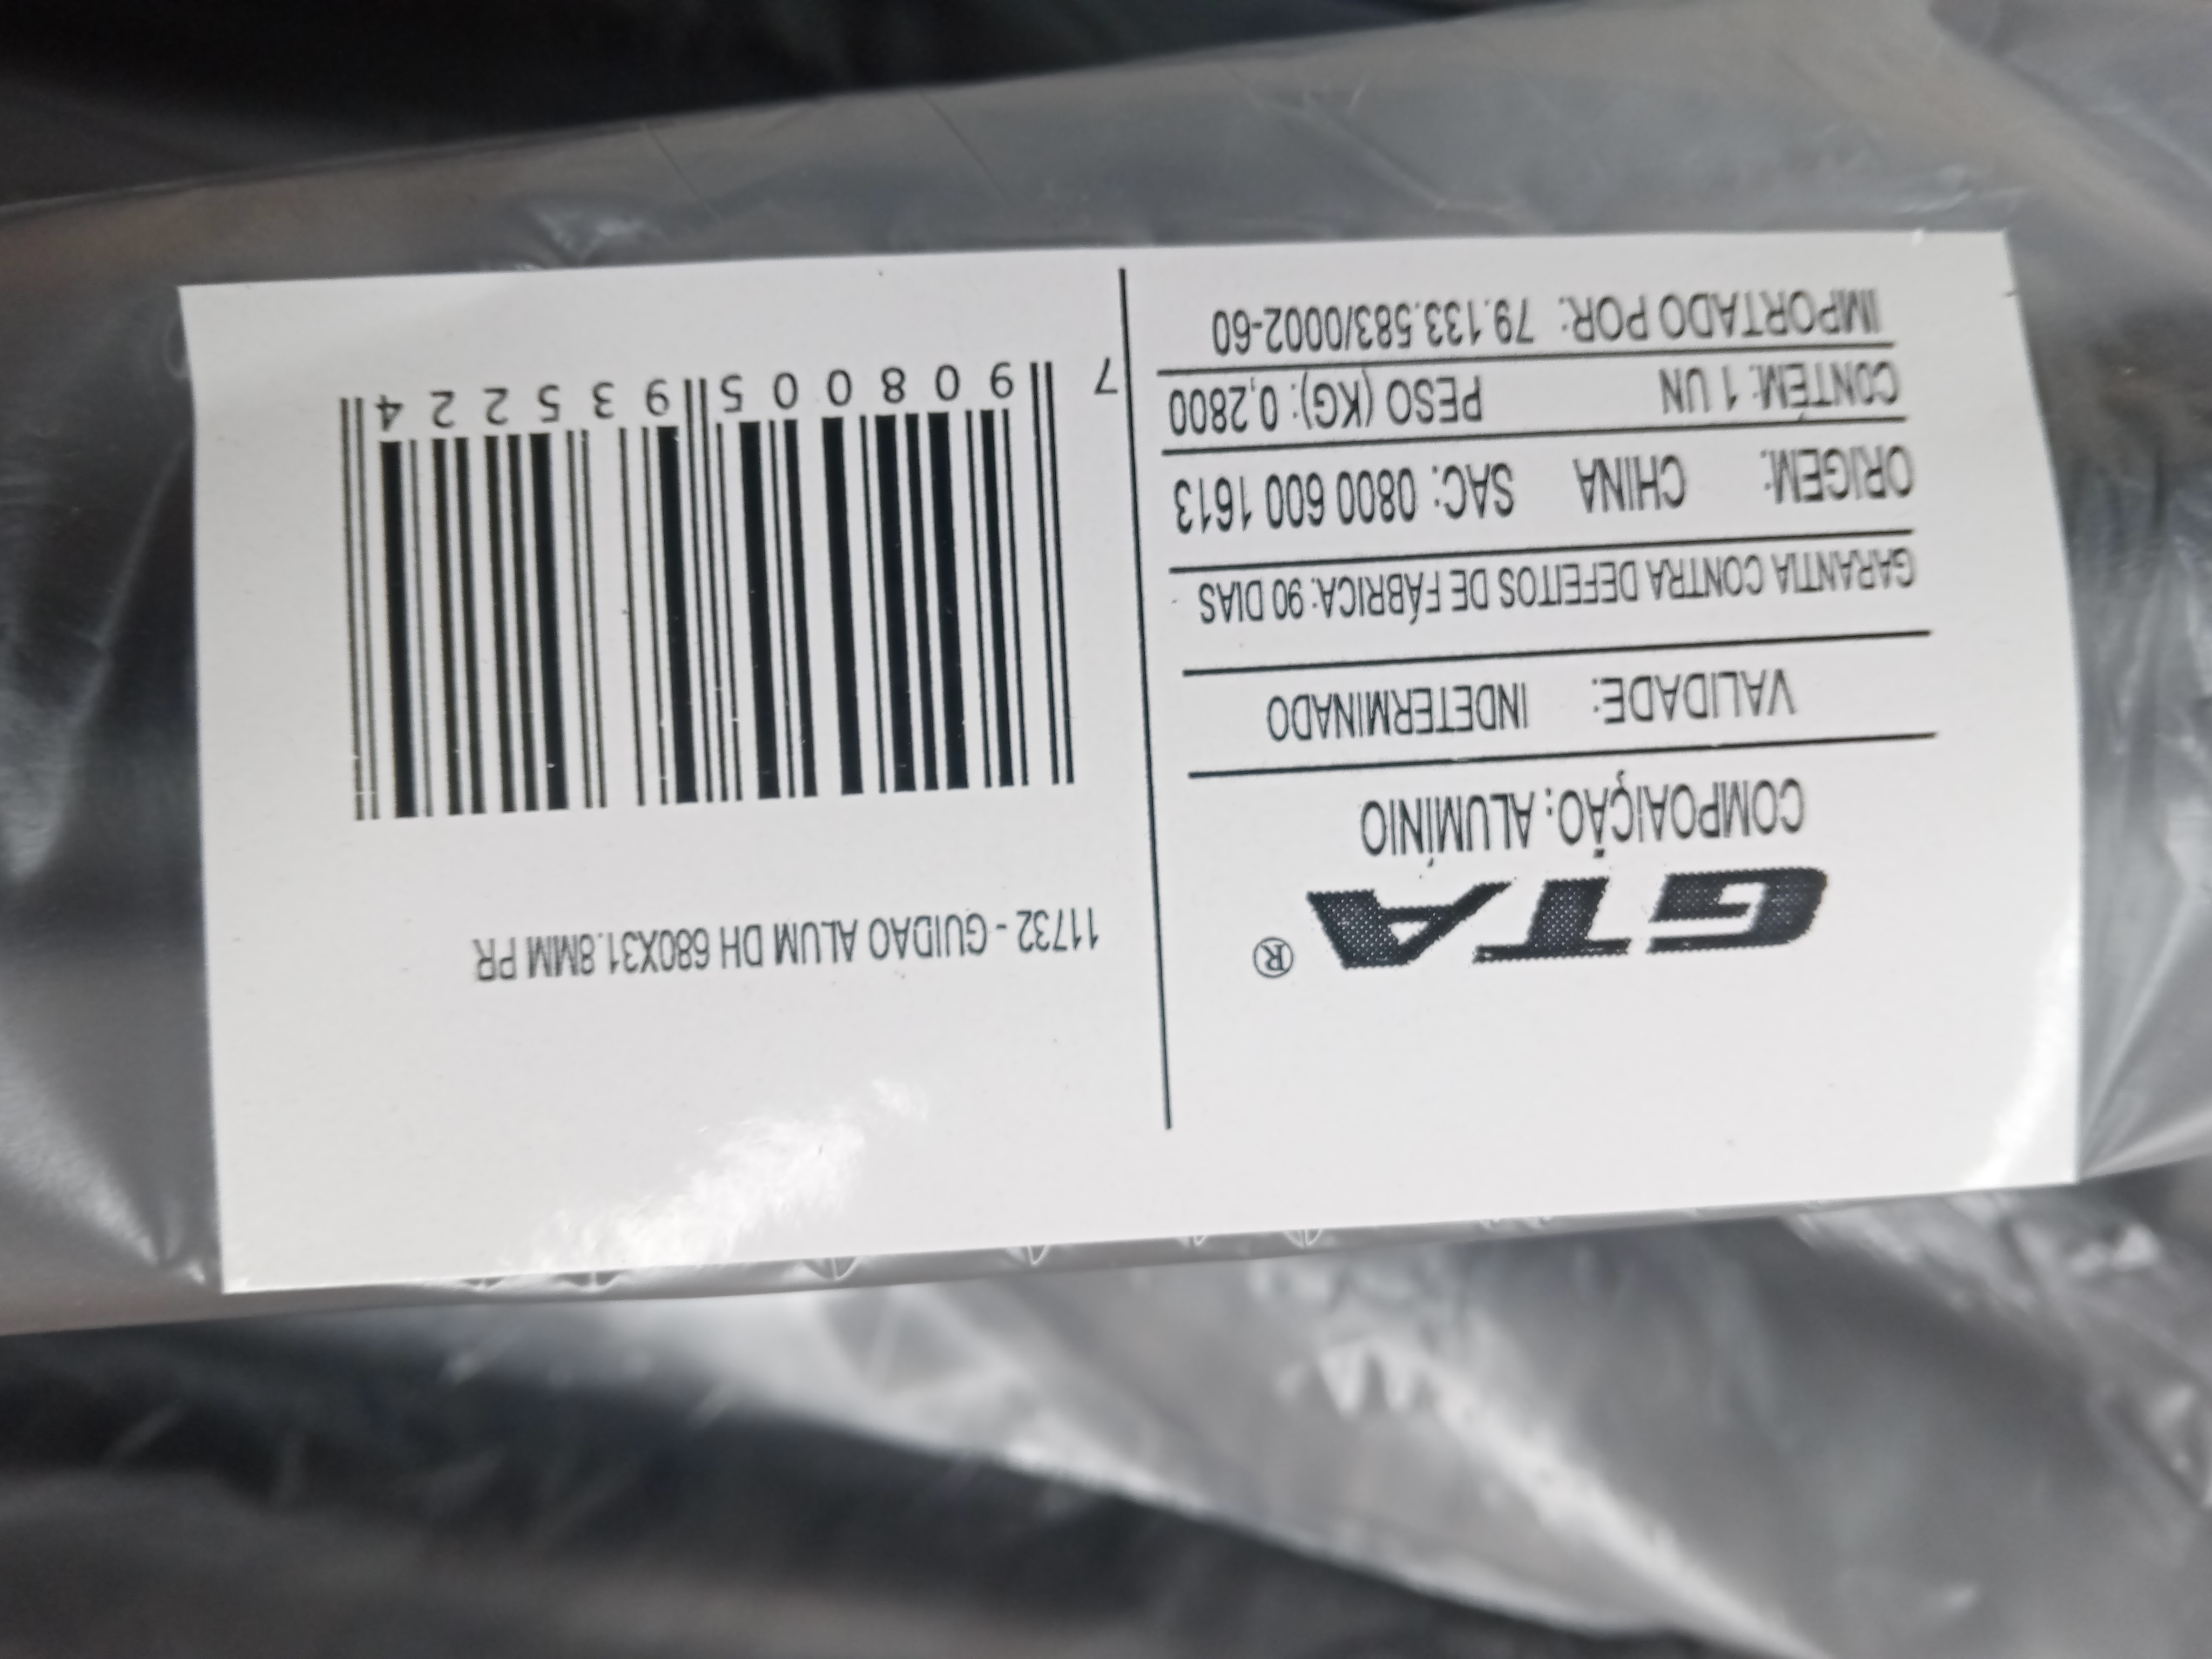 GTA ®
COMPOAIÇÃO: ALUMÍNIO
VALIDADE: INDETERMINADO
GARANTIA CONTRA DEFEITOS DE FÁBRICA: 90 DIAS
ORIGEM: CHINA SAC: 0800 600 1613
CONTÉM: 1 UN PESO (KG): 0,2800
IMPORTADO POR: 79.133.583/0002-60
11732 - GUIDAO ALUM DH 680X31.8MM PR
7 908005 935224